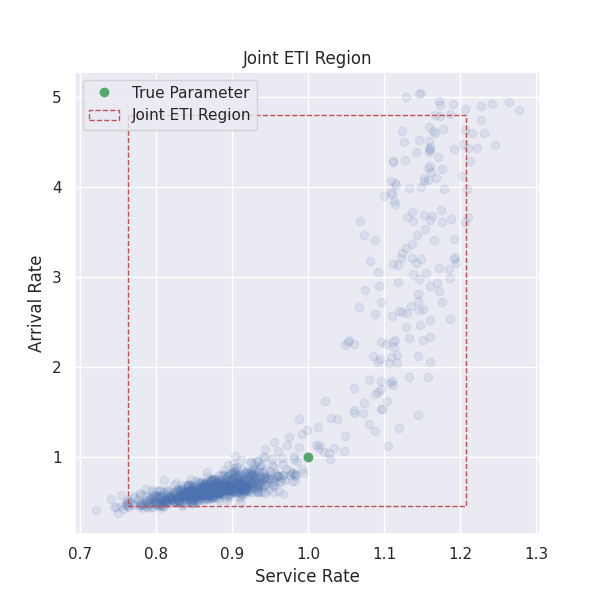 Joint ETI Region
True Parameter
Joint ETI Region
5
4
3
2
1
Arrival Rate
0.7 0.8 0.9 1.0 1.1 1.2 1.3
Service Rate